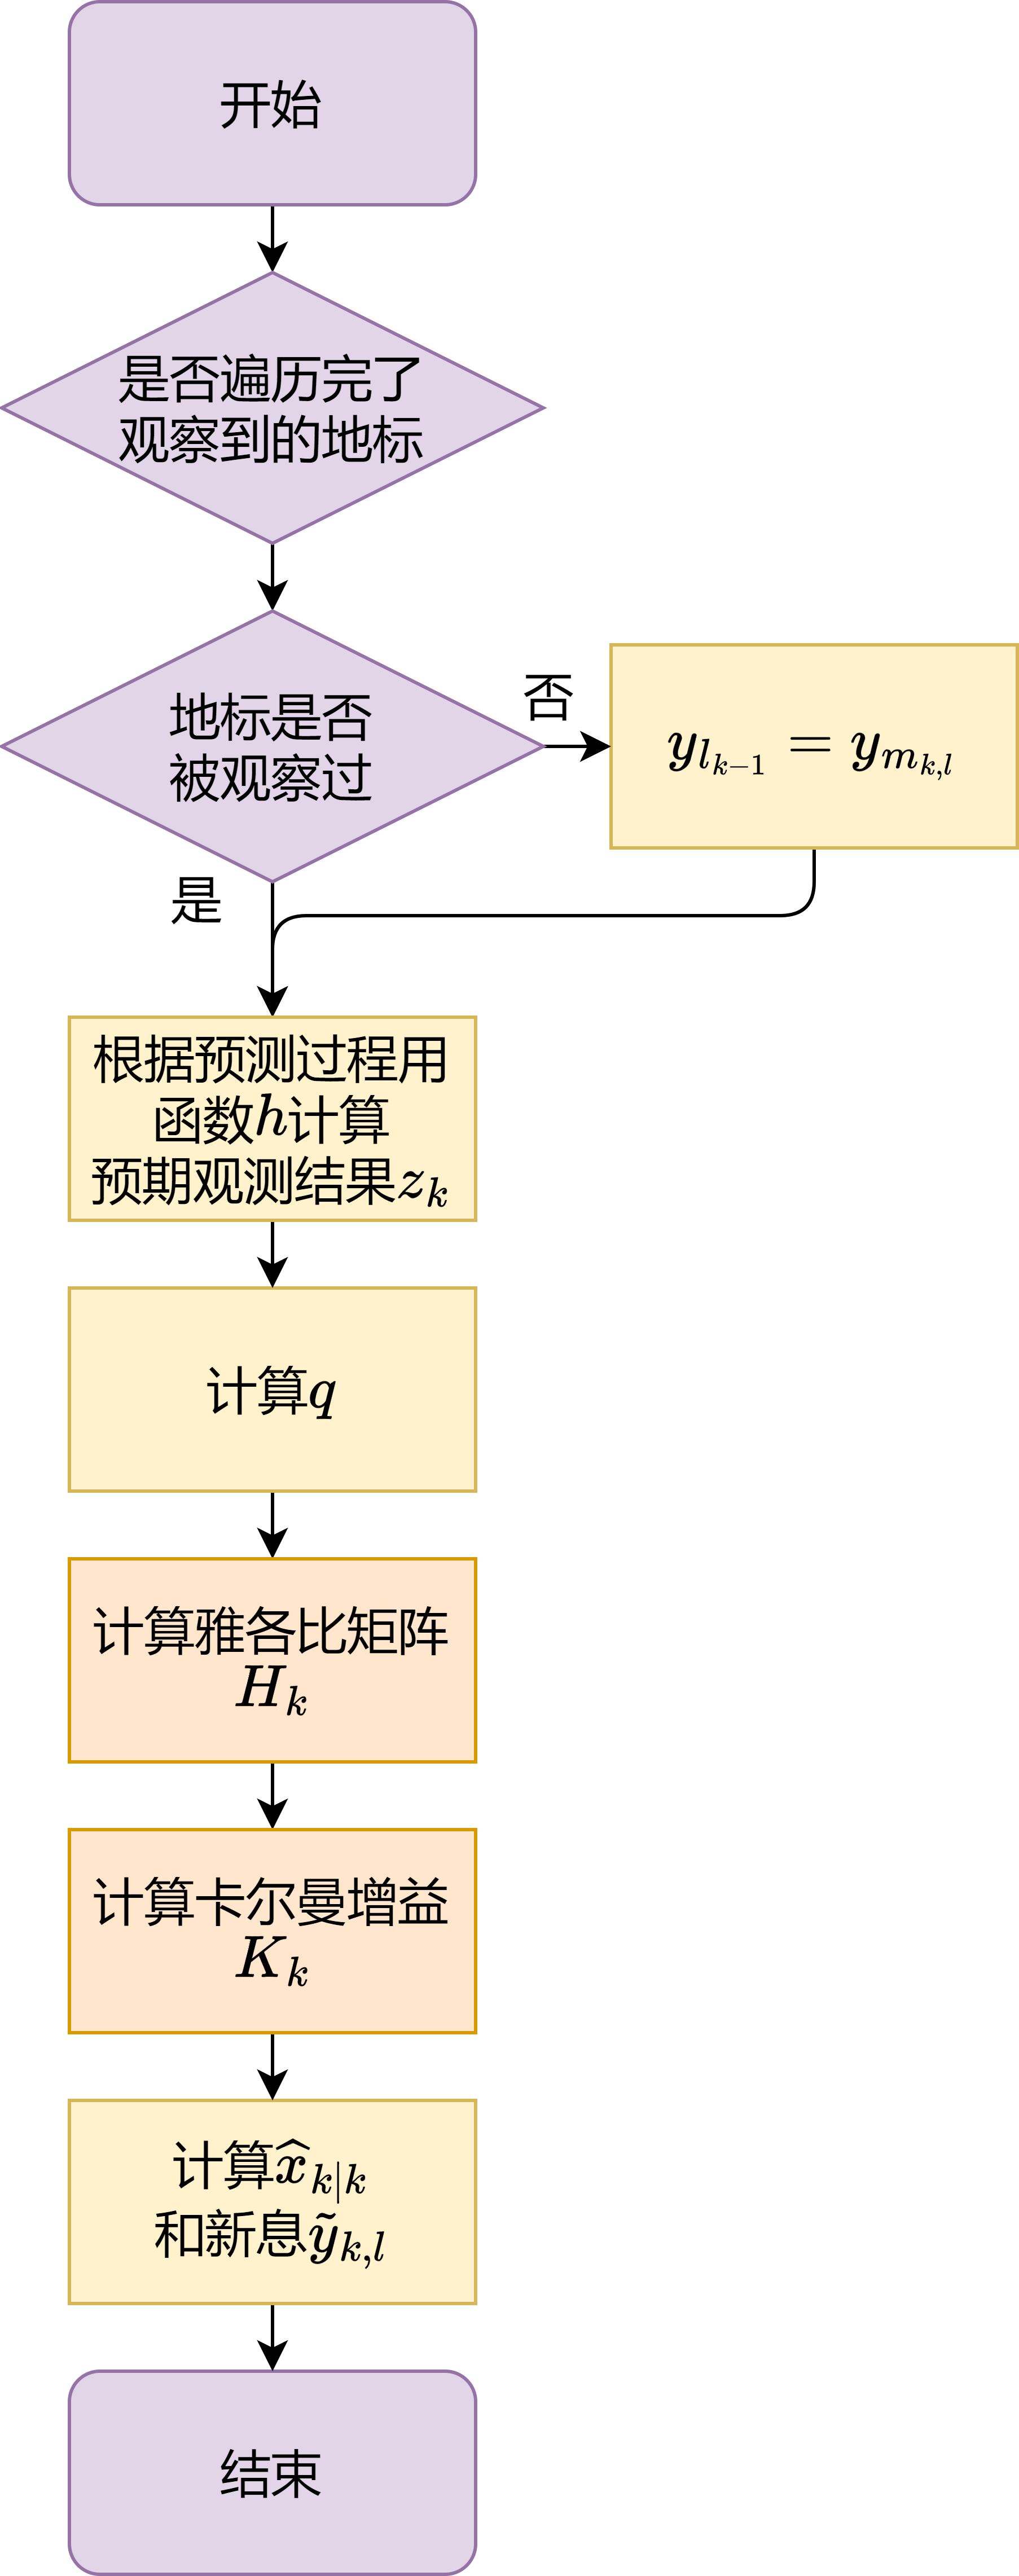 开始
是否遍历完了
观察到的地标
地标是否
被观察过
否
$y_{l_{k-1}} = y_{m_{k,l}}$
是
根据预测过程用
函数$h$计算
预期观测结果$z_k$
计算$q$
计算雅各比矩阵
$H_k$
计算卡尔曼增益
$K_k$
计算$\widehat{x}_{k|k}$
和新息$\tilde{y}_{k,l}$
结束